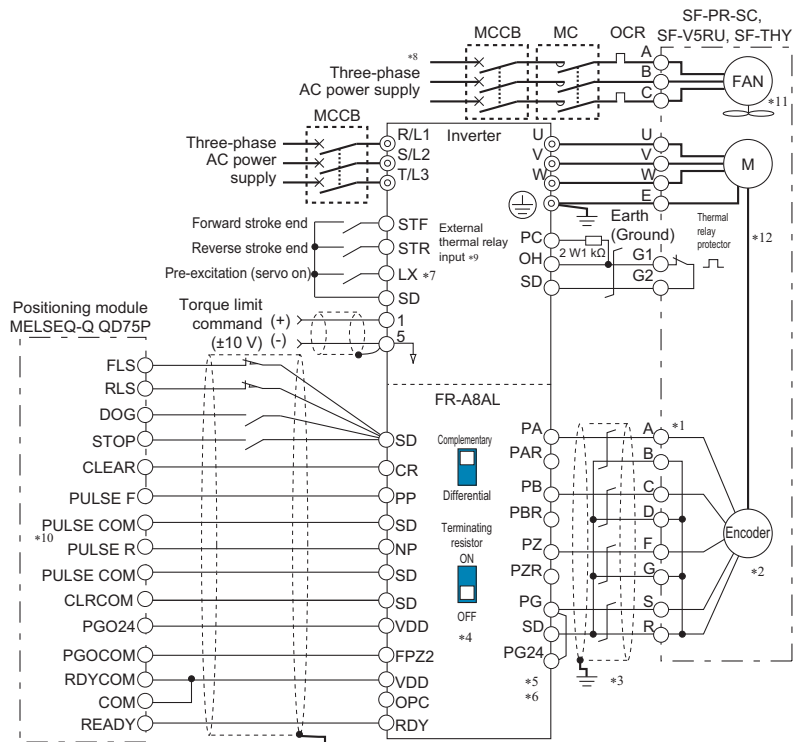 SF-PR-SC,
SF-V5RU, SF-THY
MCCB
MC
OCR
*8
Three-phase
AC power supply
A
B
C
FAN
*11
MCCB
Three-phase
AC power
supply
R/L1
S/L2
T/L3
Inverter
U
V
W
U
V
W
E
M
Earth
(Ground)
Thermal
relay
protector
*12
Forward stroke end
Reverse stroke end
Pre-excitation (servo on)
STF
STR
LX *7
SD
External
thermal relay
input *9
PC
OH
SD
2 W1 kΩ
G1
G2
Torque limit
command
(±10 V)
(+)
(-)
1
5
Positioning module
MELSEQ-Q QD75P
FLS
RLS
DOG
STOP
CLEAR
PULSE F
PULSE COM
*10
PULSE R
PULSE COM
CLRCOM
PGO24
PGOCOM
RDYCOM
COM
READY
SD
CR
PP
SD
NP
SD
SD
VDD
FPZ2
VDD
OPC
RDY
FR-A8AL
Complementary
Differential
Terminating
resistor
ON
OFF
*4
PA
PAR
PB
PBR
PZ
PZR
PG
SD
PG24
*5
*6
*3
A
*1
B
C
D
F
G
S
R
Encoder
*2